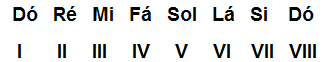 Dó Ré Mi Fá Sol Lá Si Dó
I II III IV V VI VII VIII